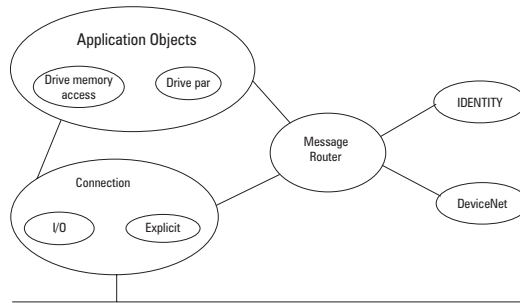 Application Objects
Drive memory
access
Drive par
IDENTITY
Message
Router
Connection
I/O
Explicit
DeviceNet